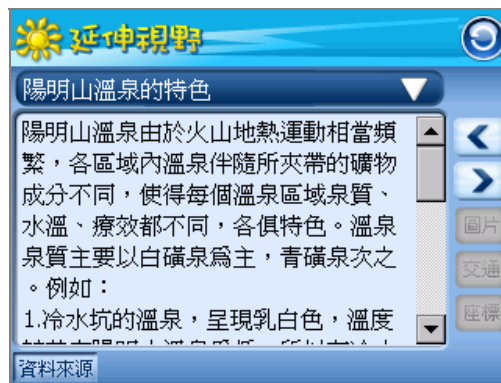 延伸視野
陽明山溫泉的特色
陽明山溫泉由於火山地熱運動相當頻
繁，各區域內溫泉伴隨所夾帶的礦物
成分不同，使得每個溫泉區域泉質、
水溫、療效都不同，各俱特色。溫泉
泉質主要以白磺泉為主，青磺泉次之
。例如：
1.冷水坑的溫泉，呈現乳白色，溫度
圖片
交通
座標
資料來源